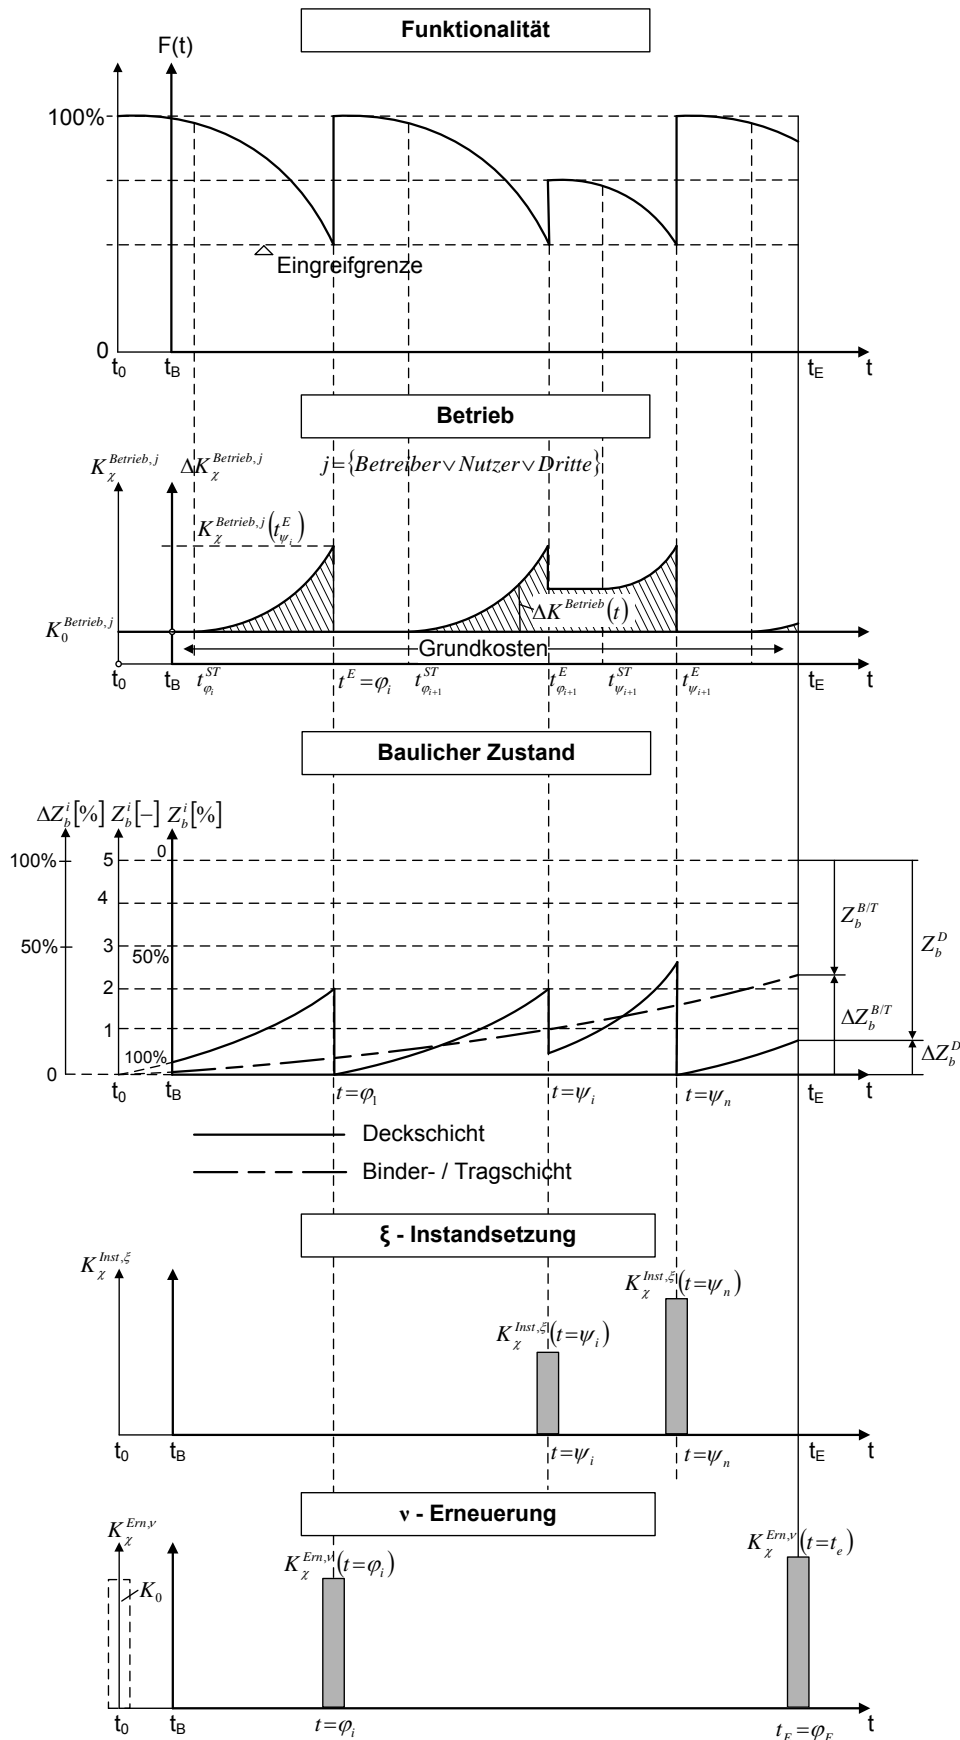 Funktionalität
F(t)
100%
Eingreifgrenze
0
t₀ t_B t_E t
Betrieb
K_χ^{Betrieb,j} ΔK_χ^{Betrieb,j} j={Betreiber∨Nutzer∨Dritte}
K_χ^{Betrieb,j}(t_{ψ_i}^E)
ΔK^{Betrieb}(t)
K_0^{Betrieb,j}
Grundkosten
t₀ t_B t_{φ_i}^{ST} t^E=φ_i t_{φ_{i+1}}^{ST} t_{φ_{i+1}}^E t_{ψ_{i+1}}^{ST} t_{ψ_{i+1}}^E t_E t
Baulicher Zustand
ΔZ_b^i[%] Z_b^i[–] Z_b^i[%]
100% 5 0
4
Z_b^{B/T}
Z_b^D
50% 3 50%
2
1
ΔZ_b^{B/T}
ΔZ_b^D
100%
0
t₀ t_B t=φ₁ t=ψ_i t=ψ_n t_E t
Deckschicht
Binder- / Tragschicht
ξ - Instandsetzung
K_χ^{Inst,ξ}
K_χ^{Inst,ξ}(t=ψ_n)
K_χ^{Inst,ξ}(t=ψ_i)
t₀ t_B t=ψ_i t=ψ_n t_E t
ν - Erneuerung
K_χ^{Ern,ν}
K_χ^{Ern,ν}(t=φ_i)
K_χ^{Ern,ν}(t=t_e)
K₀
t₀ t_B t=φ_i t_E=φ_E t